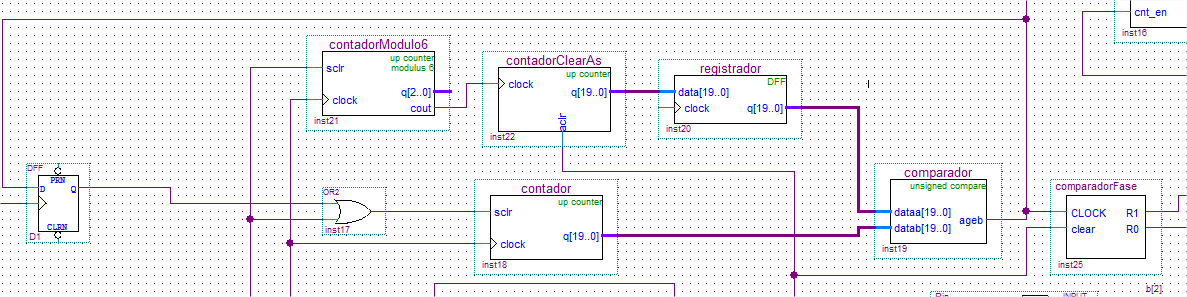 cnt_en
inst16
contadorModulo6
up counter
modulus 6
sclr
q[2..0]
clock
cout
inst21
contadorClearAs
up counter
clock
q[19..0]
aclr
inst22
registrador
DFF
data[19..0]
clock
q[19..0]
inst20
DFF
PRN
D
Q
CLRN
D1
OR2
inst17
contador
up counter
sclr
q[19..0]
clock
inst18
comparador
unsigned compare
dataa[19..0]
ageb
datab[19..0]
inst19
comparadorFase
CLOCK
R1
clear
R0
inst25
b[2]